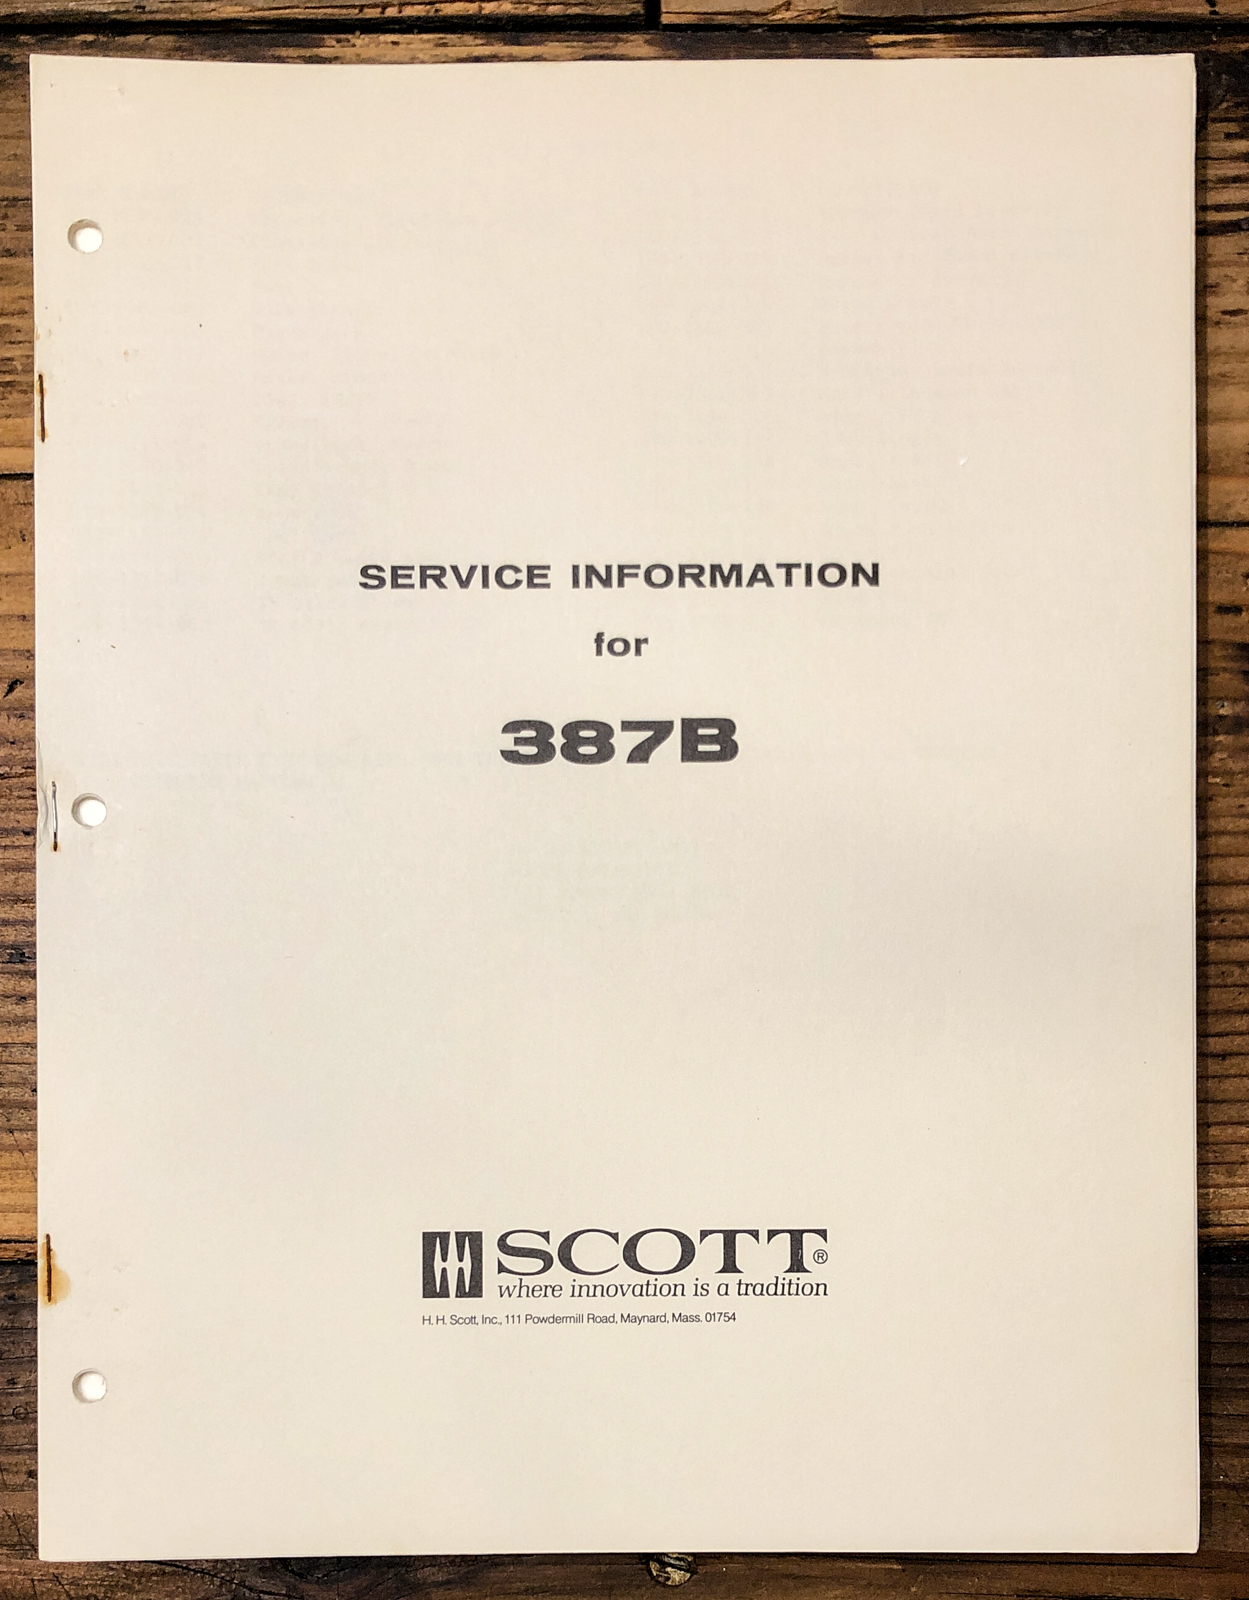 SERVICE INFORMATION
for
387B
SCOTT®
where innovation is a tradition
H. H. Scott, Inc., 111 Powdermill Road, Maynard, Mass. 01754